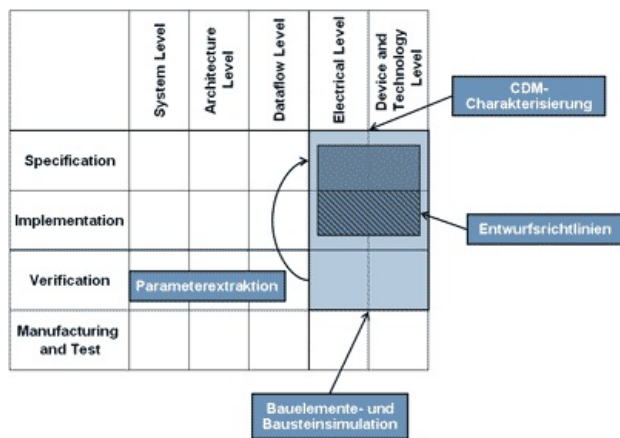 System Level
Architecture
Level
Dataflow Level
Electrical Level
Device and
Technology
Level
CDM-
Charakterisierung
Specification
Implementation
Entwurfsrichtlinien
Verification
Parameterextraktion
Manufacturing
and Test
Bauelemente- und
Bausteinsimulation